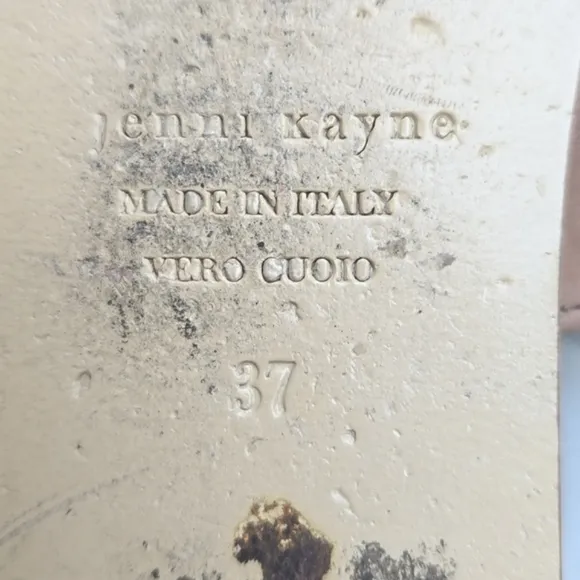 jenni kayne
MADE IN ITALY
VERO CUOIO
37